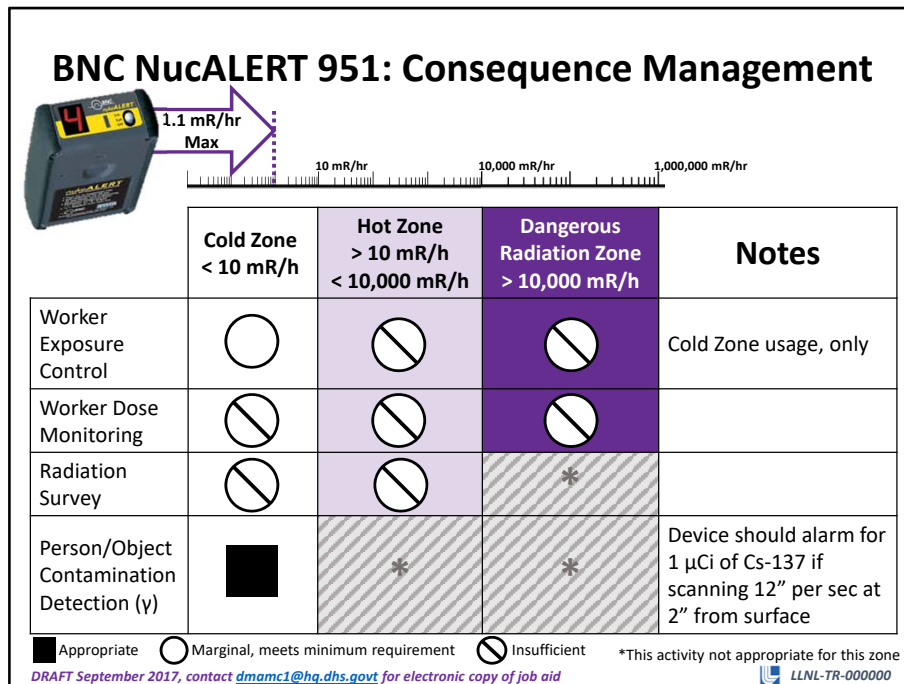 BNC NucALERT 951: Consequence Management
4
BNC
nucALERT
1.1 mR/hr
Max
10 mR/hr
10,000 mR/hr
1,000,000 mR/hr
nucALERT
Cold Zone
< 10 mR/h
Hot Zone
> 10 mR/h
< 10,000 mR/h
Dangerous
Radiation Zone
> 10,000 mR/h
Notes
Worker
Exposure
Control
Cold Zone usage, only
Worker Dose
Monitoring
Radiation
Survey
*
Person/Object
Contamination
Detection (γ)
*
*
Device should alarm for
1 µCi of Cs-137 if
scanning 12” per sec at
2” from surface
Appropriate
Marginal, meets minimum requirement
Insufficient
*This activity not appropriate for this zone
DRAFT September 2017, contact dmamc1@hq.dhs.govt for electronic copy of job aid
LLNL-TR-000000